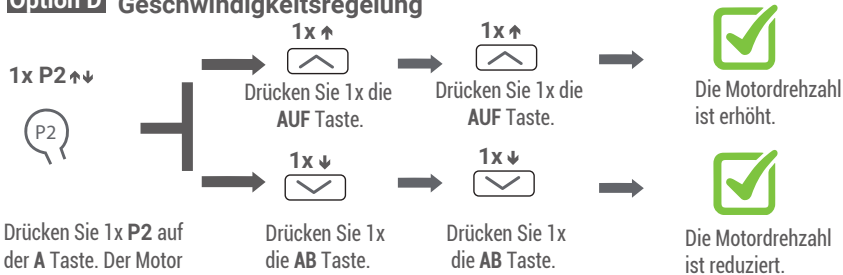 Option D Geschwindigkeitsregelung
1x P2
P2
Drücken Sie 1x P2 auf
der A Taste. Der Motor
1x
Drücken Sie 1x die
AUF Taste.
1x
Drücken Sie 1x die
AUF Taste.
Die Motordrehzahl
ist erhöht.
1x
Drücken Sie 1x
die AB Taste.
1x
Drücken Sie 1x
die AB Taste.
Die Motordrehzahl
ist reduziert.